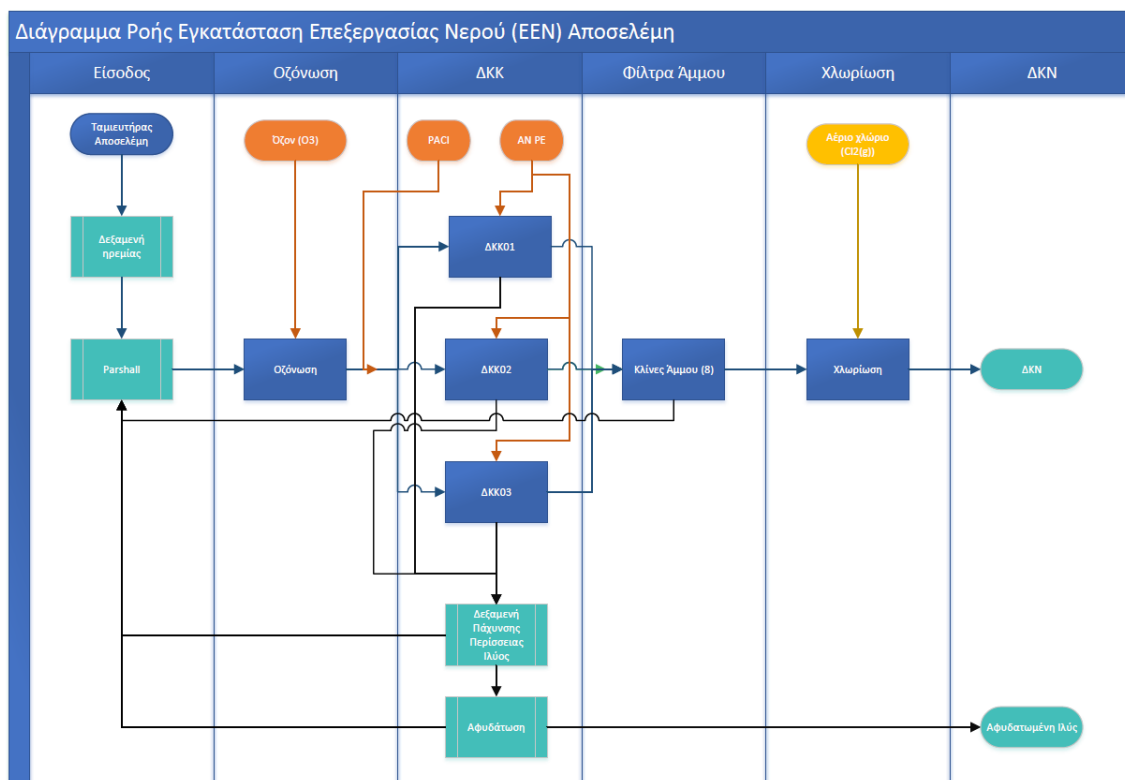 Διάγραμμα Ροής Εγκατάσταση Επεξεργασίας Νερού (ΕΕΝ) Αποσελέμη
Είσοδος
Οζόνωση
ΔΚΚ
Φίλτρα Άμμου
Χλωρίωση
ΔΚΝ
Ταμιευτήρας
Αποσελέμη
Όζον (Ο3)
PACl
AN PE
Αέριο χλώριο
(Cl2(g))
Δεξαμενή
ηρεμίας
ΔΚΚ01
Parshall
Οζόνωση
ΔΚΚ02
Κλίνες Άμμου (8)
Χλωρίωση
ΔΚΝ
ΔΚΚ03
Δεξαμενή
Πάχυνσης
Περίσσειας
Ιλύος
Αφυδάτωση
Αφυδατωμένη Ιλύς